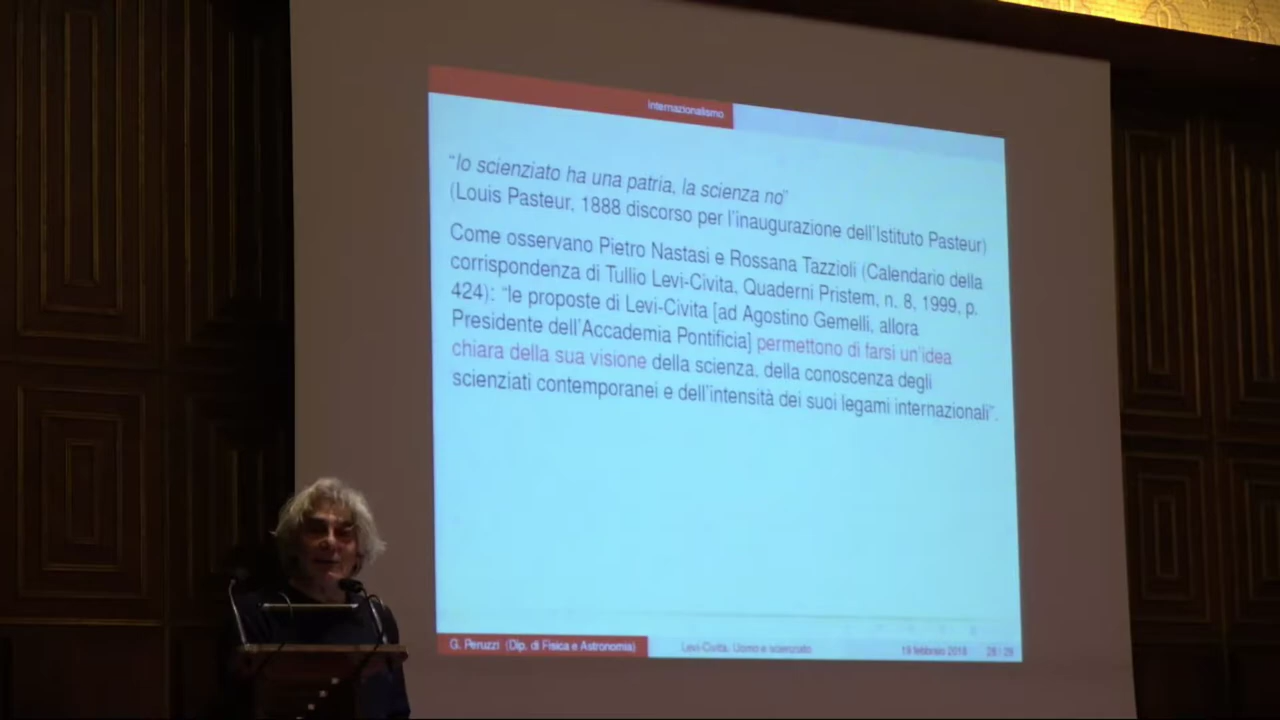 internazionalismo
“lo scienziato ha una patria, la scienza no”
(Louis Pasteur, 1888 discorso per l'inaugurazione dell'Istituto Pasteur)
Come osservano Pietro Nastasi e Rossana Tazzioli (Calendario della
corrispondenza di Tullio Levi-Civita, Quaderni Pristem, n. 8, 1999, p.
424): “le proposte di Levi-Civita [ad Agostino Gemelli, allora
Presidente dell'Accademia Pontificia] permettono di farsi un'idea
chiara della sua visione della scienza, della conoscenza degli
scienziati contemporanei e dell'intensità dei suoi legami internazionali”.
G. Peruzzi (Dip. di Fisica e Astronomia)
Levi-Civita, Uomo e scienziato
19 febbraio